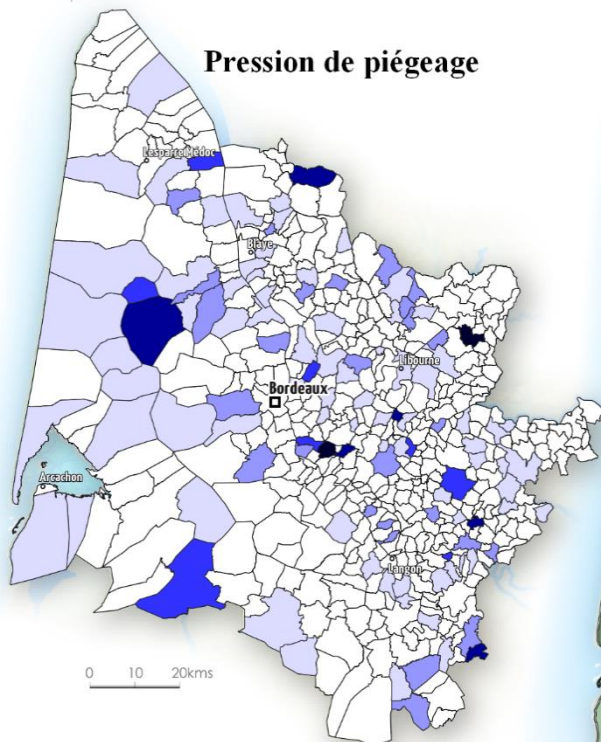 Pression de piégeage
Lesparre Médoc
Blaye
Libourne
Bordeaux
Arcachon
Langon
0 10 20kms